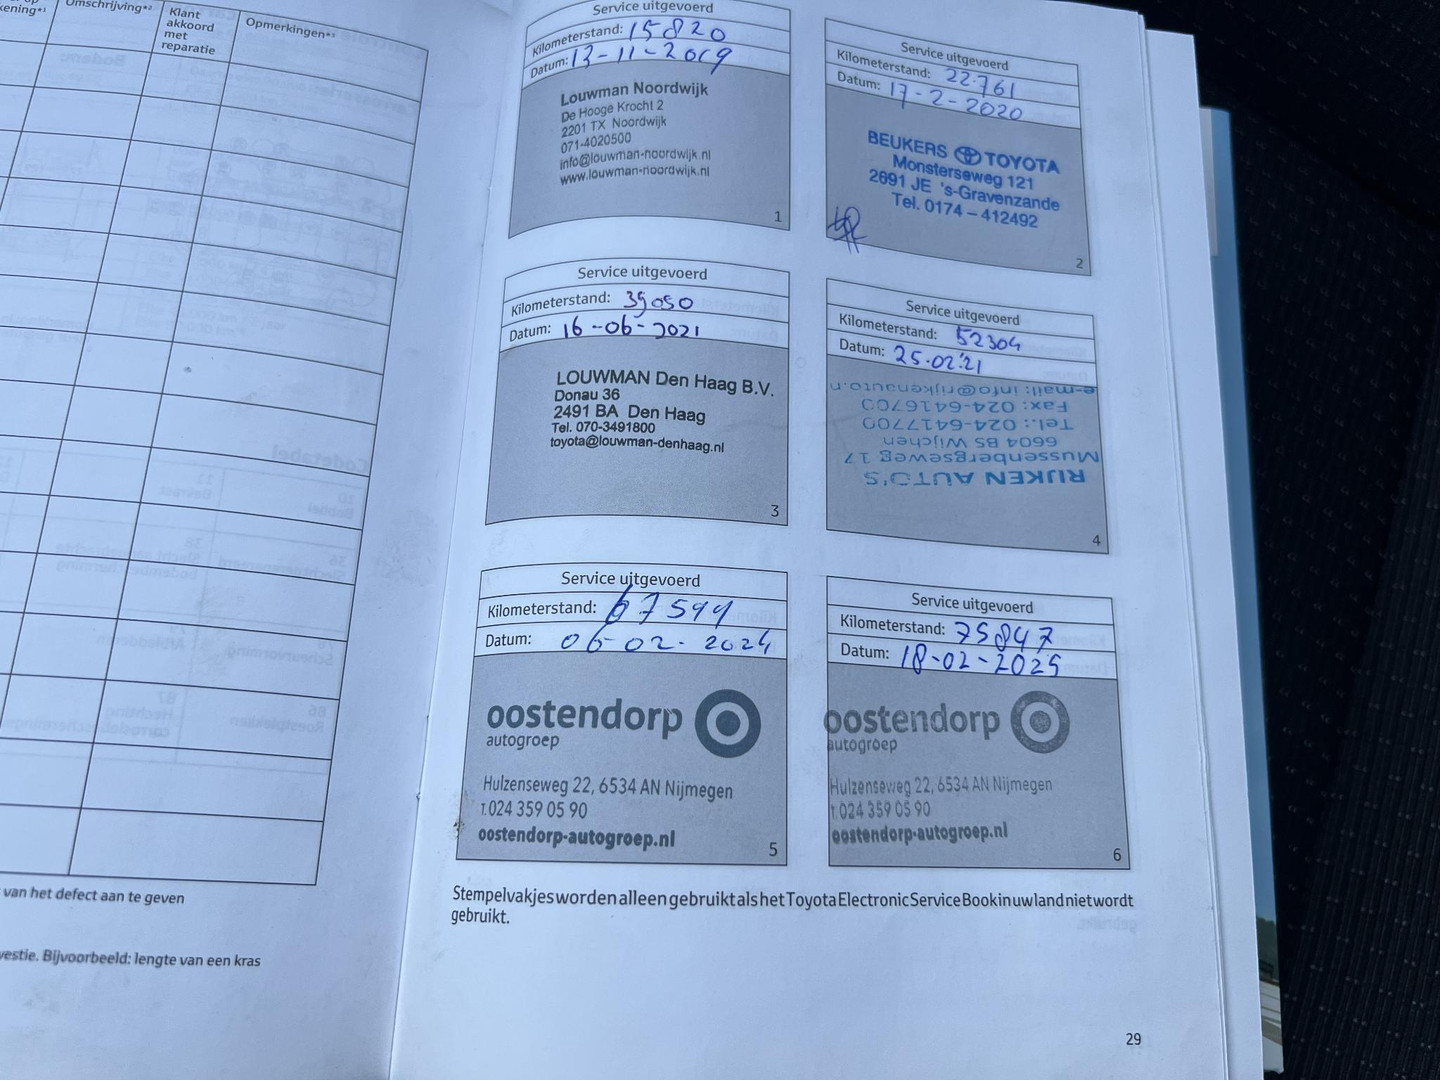 Omschrijving*²
Klant
akkoord
met
reparatie
Opmerkingen*³
van het defect aan te geven
Bijvoorbeeld: lengte van een kras
Service uitgevoerd
Kilometerstand: 15820
Datum: 13-11-2019
Louwman Noordwijk
De Hooge Krocht 2
2201 TX Noordwijk
071-4020500
info@louwman-noordwijk.nl
www.louwman-noordwijk.nl
1
Service uitgevoerd
Kilometerstand: 22.761
Datum: 17-2-2020
BEUKERS TOYOTA
Monsterseweg 121
2691 JE 's-Gravenzande
Tel. 0174 - 412492
2
Service uitgevoerd
Kilometerstand: 39050
Datum: 16-06-2021
LOUWMAN Den Haag B.V.
Donau 36
2491 BA Den Haag
Tel. 070-3491800
toyota@louwman-denhaag.nl
3
Service uitgevoerd
Kilometerstand: 52304
Datum: 25.02.'21
RIJKEN AUTO'S
Mussenbergseweg 17
6604 BS Wijchen
Tel.: 024-6417700
Fax: 024-6416700
e-mail: info@rijkenauto.n
4
Service uitgevoerd
Kilometerstand: 67599
Datum: 06-02-2024
oostendorp
autogroep
Hulzenseweg 22, 6534 AN Nijmegen
T. 024 359 05 90
oostendorp-autogroep.nl
5
Service uitgevoerd
Kilometerstand: 75847
Datum: 18-02-2025
oostendorp
autogroep
Hulzenseweg 22, 6534 AN Nijmegen
T. 024 359 05 90
oostendorp-autogroep.nl
6
Stempelvakjes worden alleen gebruikt als het Toyota Electronic Service Book in uw land niet wordt
gebruikt.
29